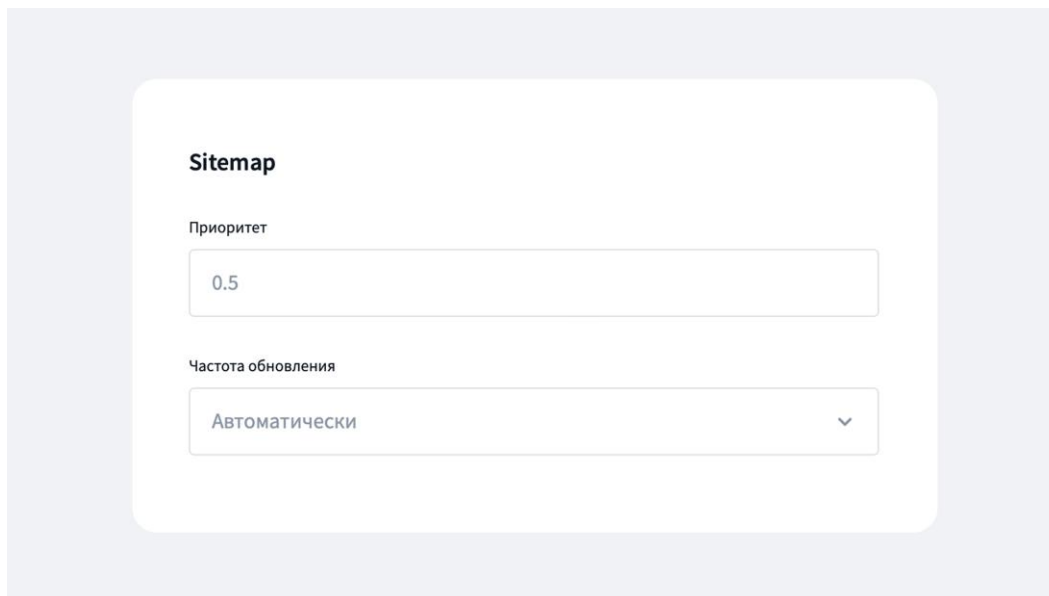 Sitemap
Приоритет
0.5
Частота обновления
Автоматически